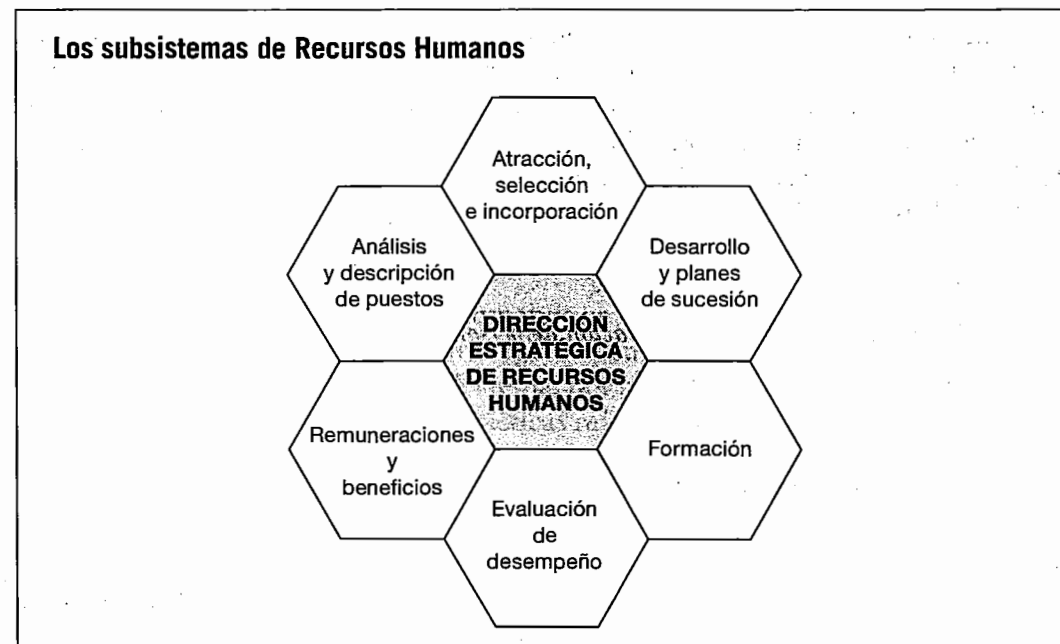 Los subsistemas de Recursos Humanos
Atracción,
selección
e incorporación
Análisis
y descripción
de puestos
Desarrollo
y planes
de sucesión
DIRECCIÓN
ESTRATÉGICA
DE RECURSOS
HUMANOS
Remuneraciones
y
beneficios
Formación
Evaluación
de
desempeño